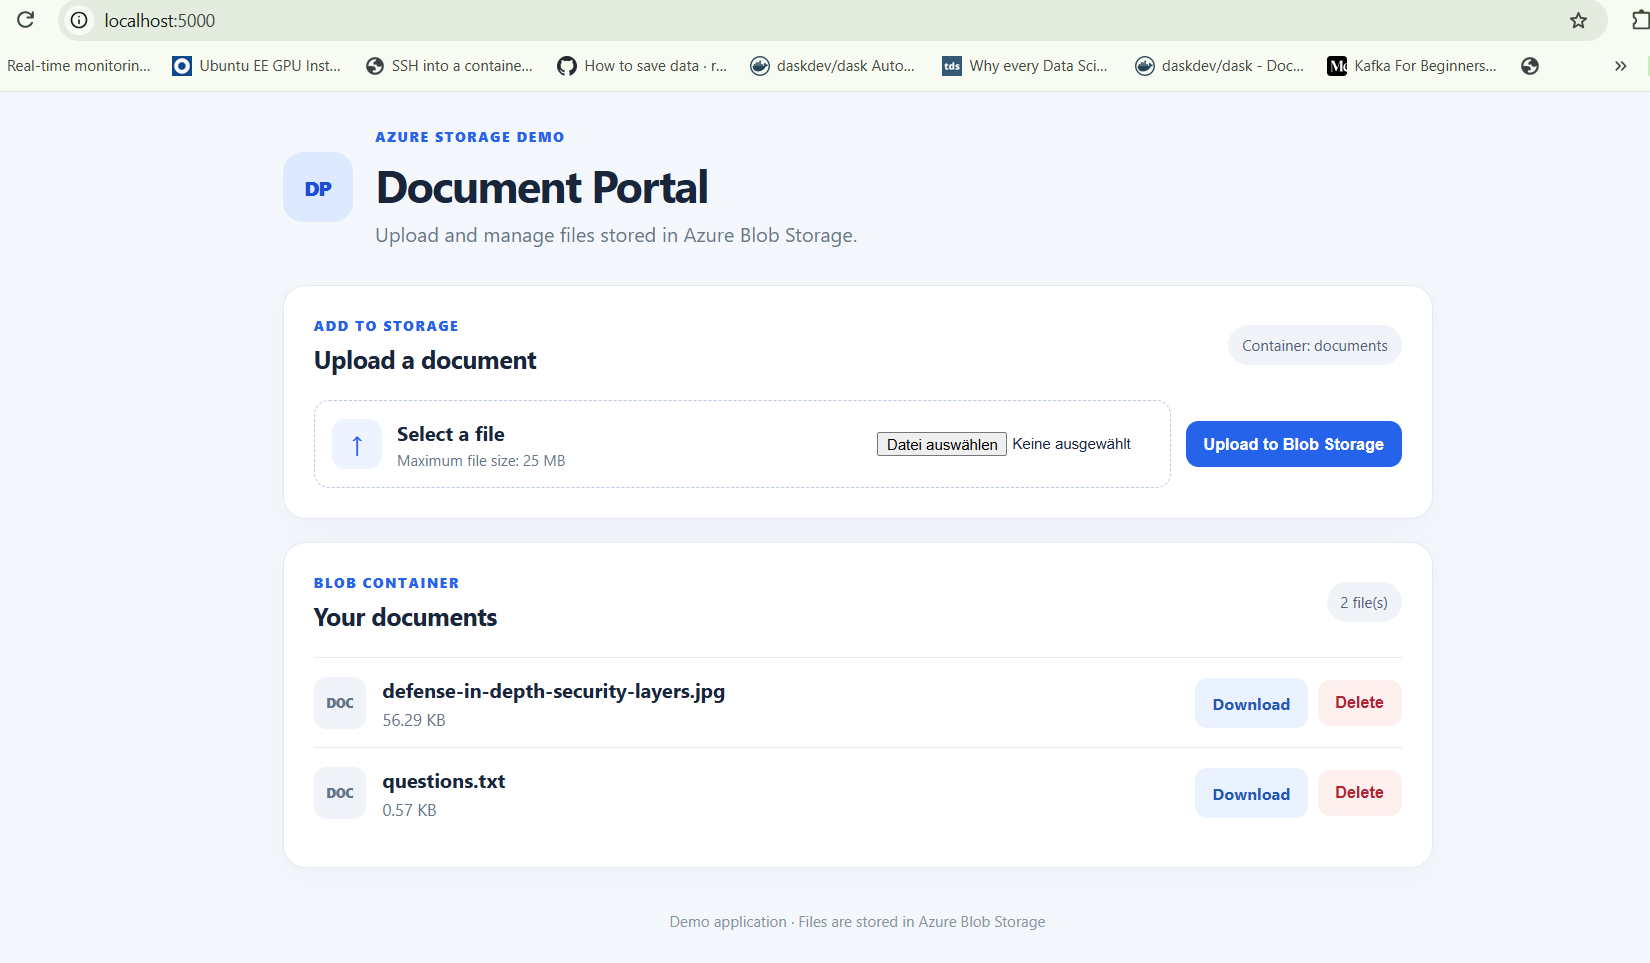 localhost:5000
Real-time monitorin... Ubuntu EE GPU Inst... SSH into a containe... How to save data · r... daskdev/dask Auto... tds Why every Data Sci... daskdev/dask - Doc... Kafka For Beginners... »
AZURE STORAGE DEMO
DP
Document Portal
Upload and manage files stored in Azure Blob Storage.
ADD TO STORAGE
Upload a document
Container: documents
Select a file
Maximum file size: 25 MB
Datei auswählen Keine ausgewählt
Upload to Blob Storage
BLOB CONTAINER
Your documents
2 file(s)
DOC
defense-in-depth-security-layers.jpg
56.29 KB
Download Delete
DOC
questions.txt
0.57 KB
Download Delete
Demo application · Files are stored in Azure Blob Storage